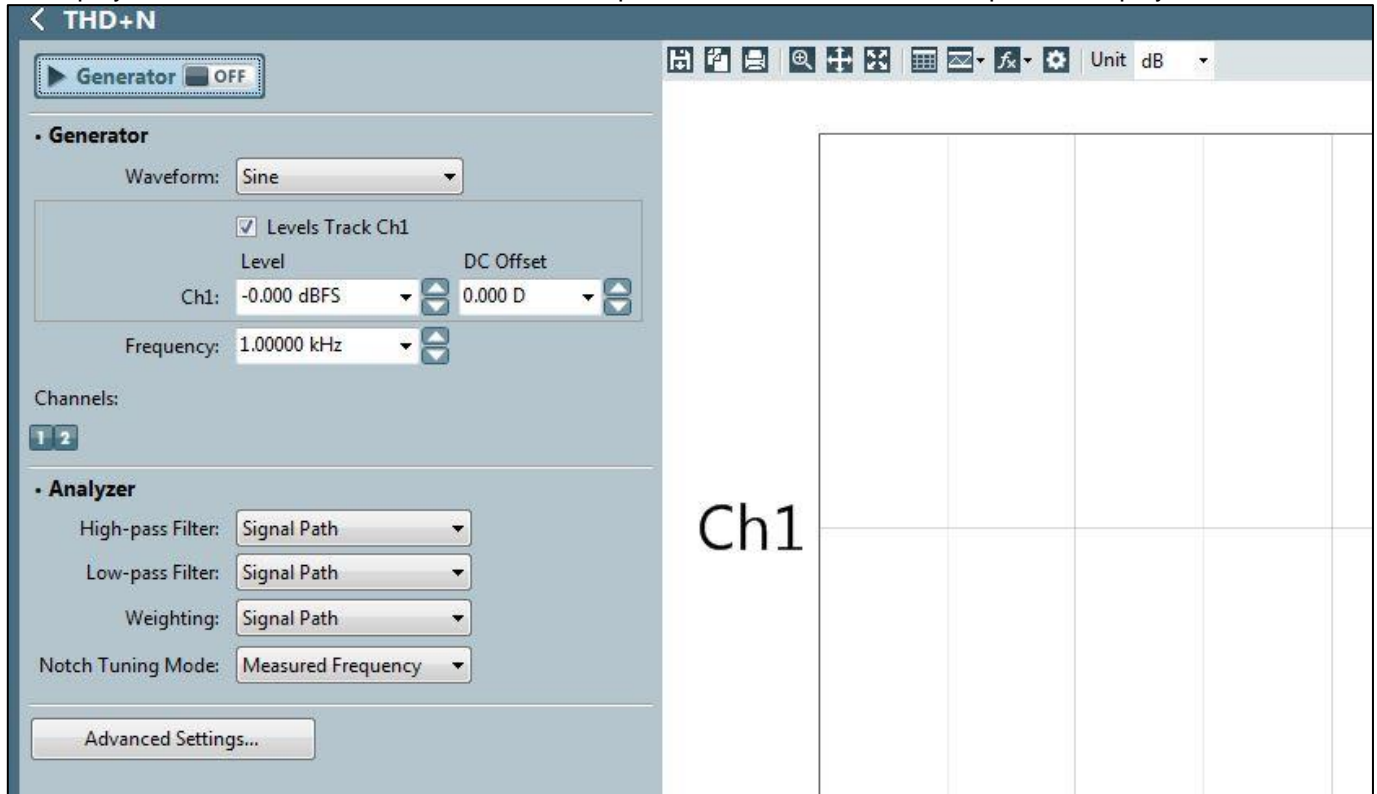 THD+N
Generator OFF
Unit dB
Generator
Waveform: Sine
Levels Track Ch1
Level DC Offset
Ch1: -0.000 dBFS 0.000 D
Frequency: 1.00000 kHz
Channels:
1 2
Analyzer
High-pass Filter: Signal Path
Low-pass Filter: Signal Path
Weighting: Signal Path
Notch Tuning Mode: Measured Frequency
Advanced Settings...
Ch1